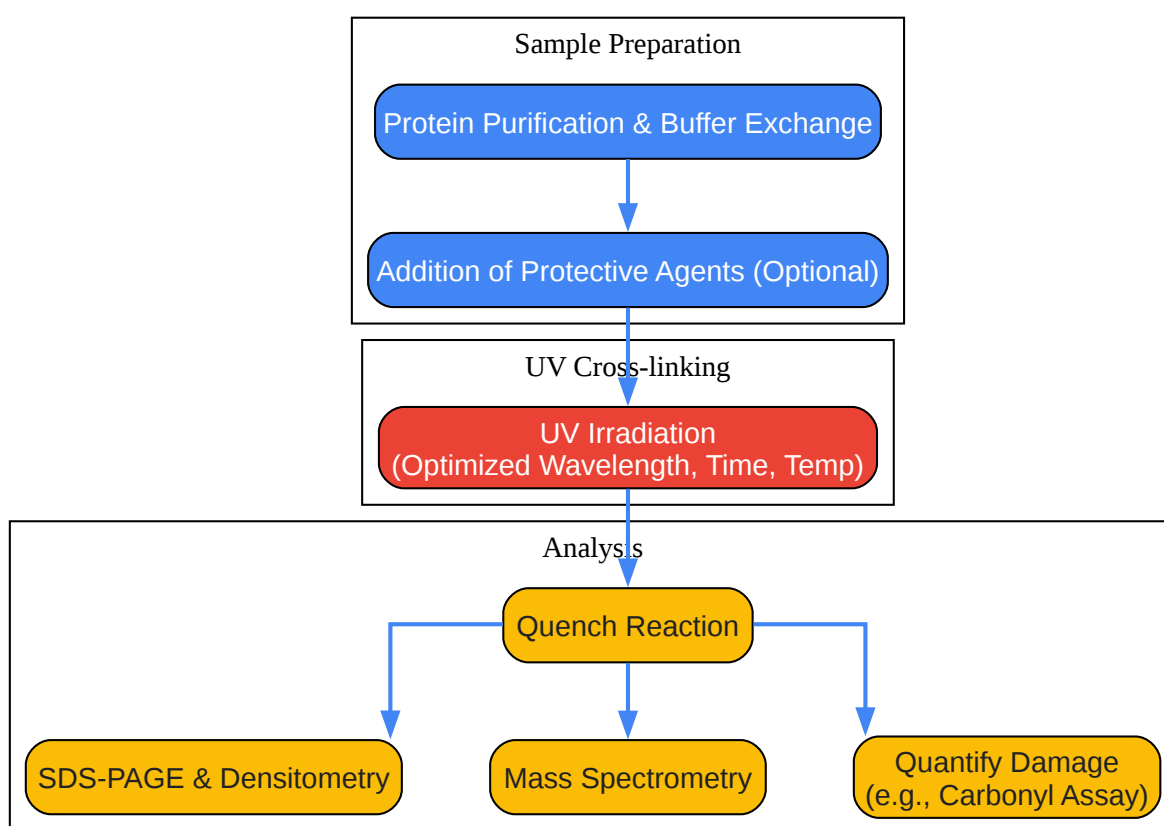 Sample Preparation
Protein Purification & Buffer Exchange
Addition of Protective Agents (Optional)
UV Cross-linking
UV Irradiation
(Optimized Wavelength, Time, Temp)
Analysis
Quench Reaction
SDS-PAGE & Densitometry
Mass Spectrometry
Quantify Damage
(e.g., Carbonyl Assay)